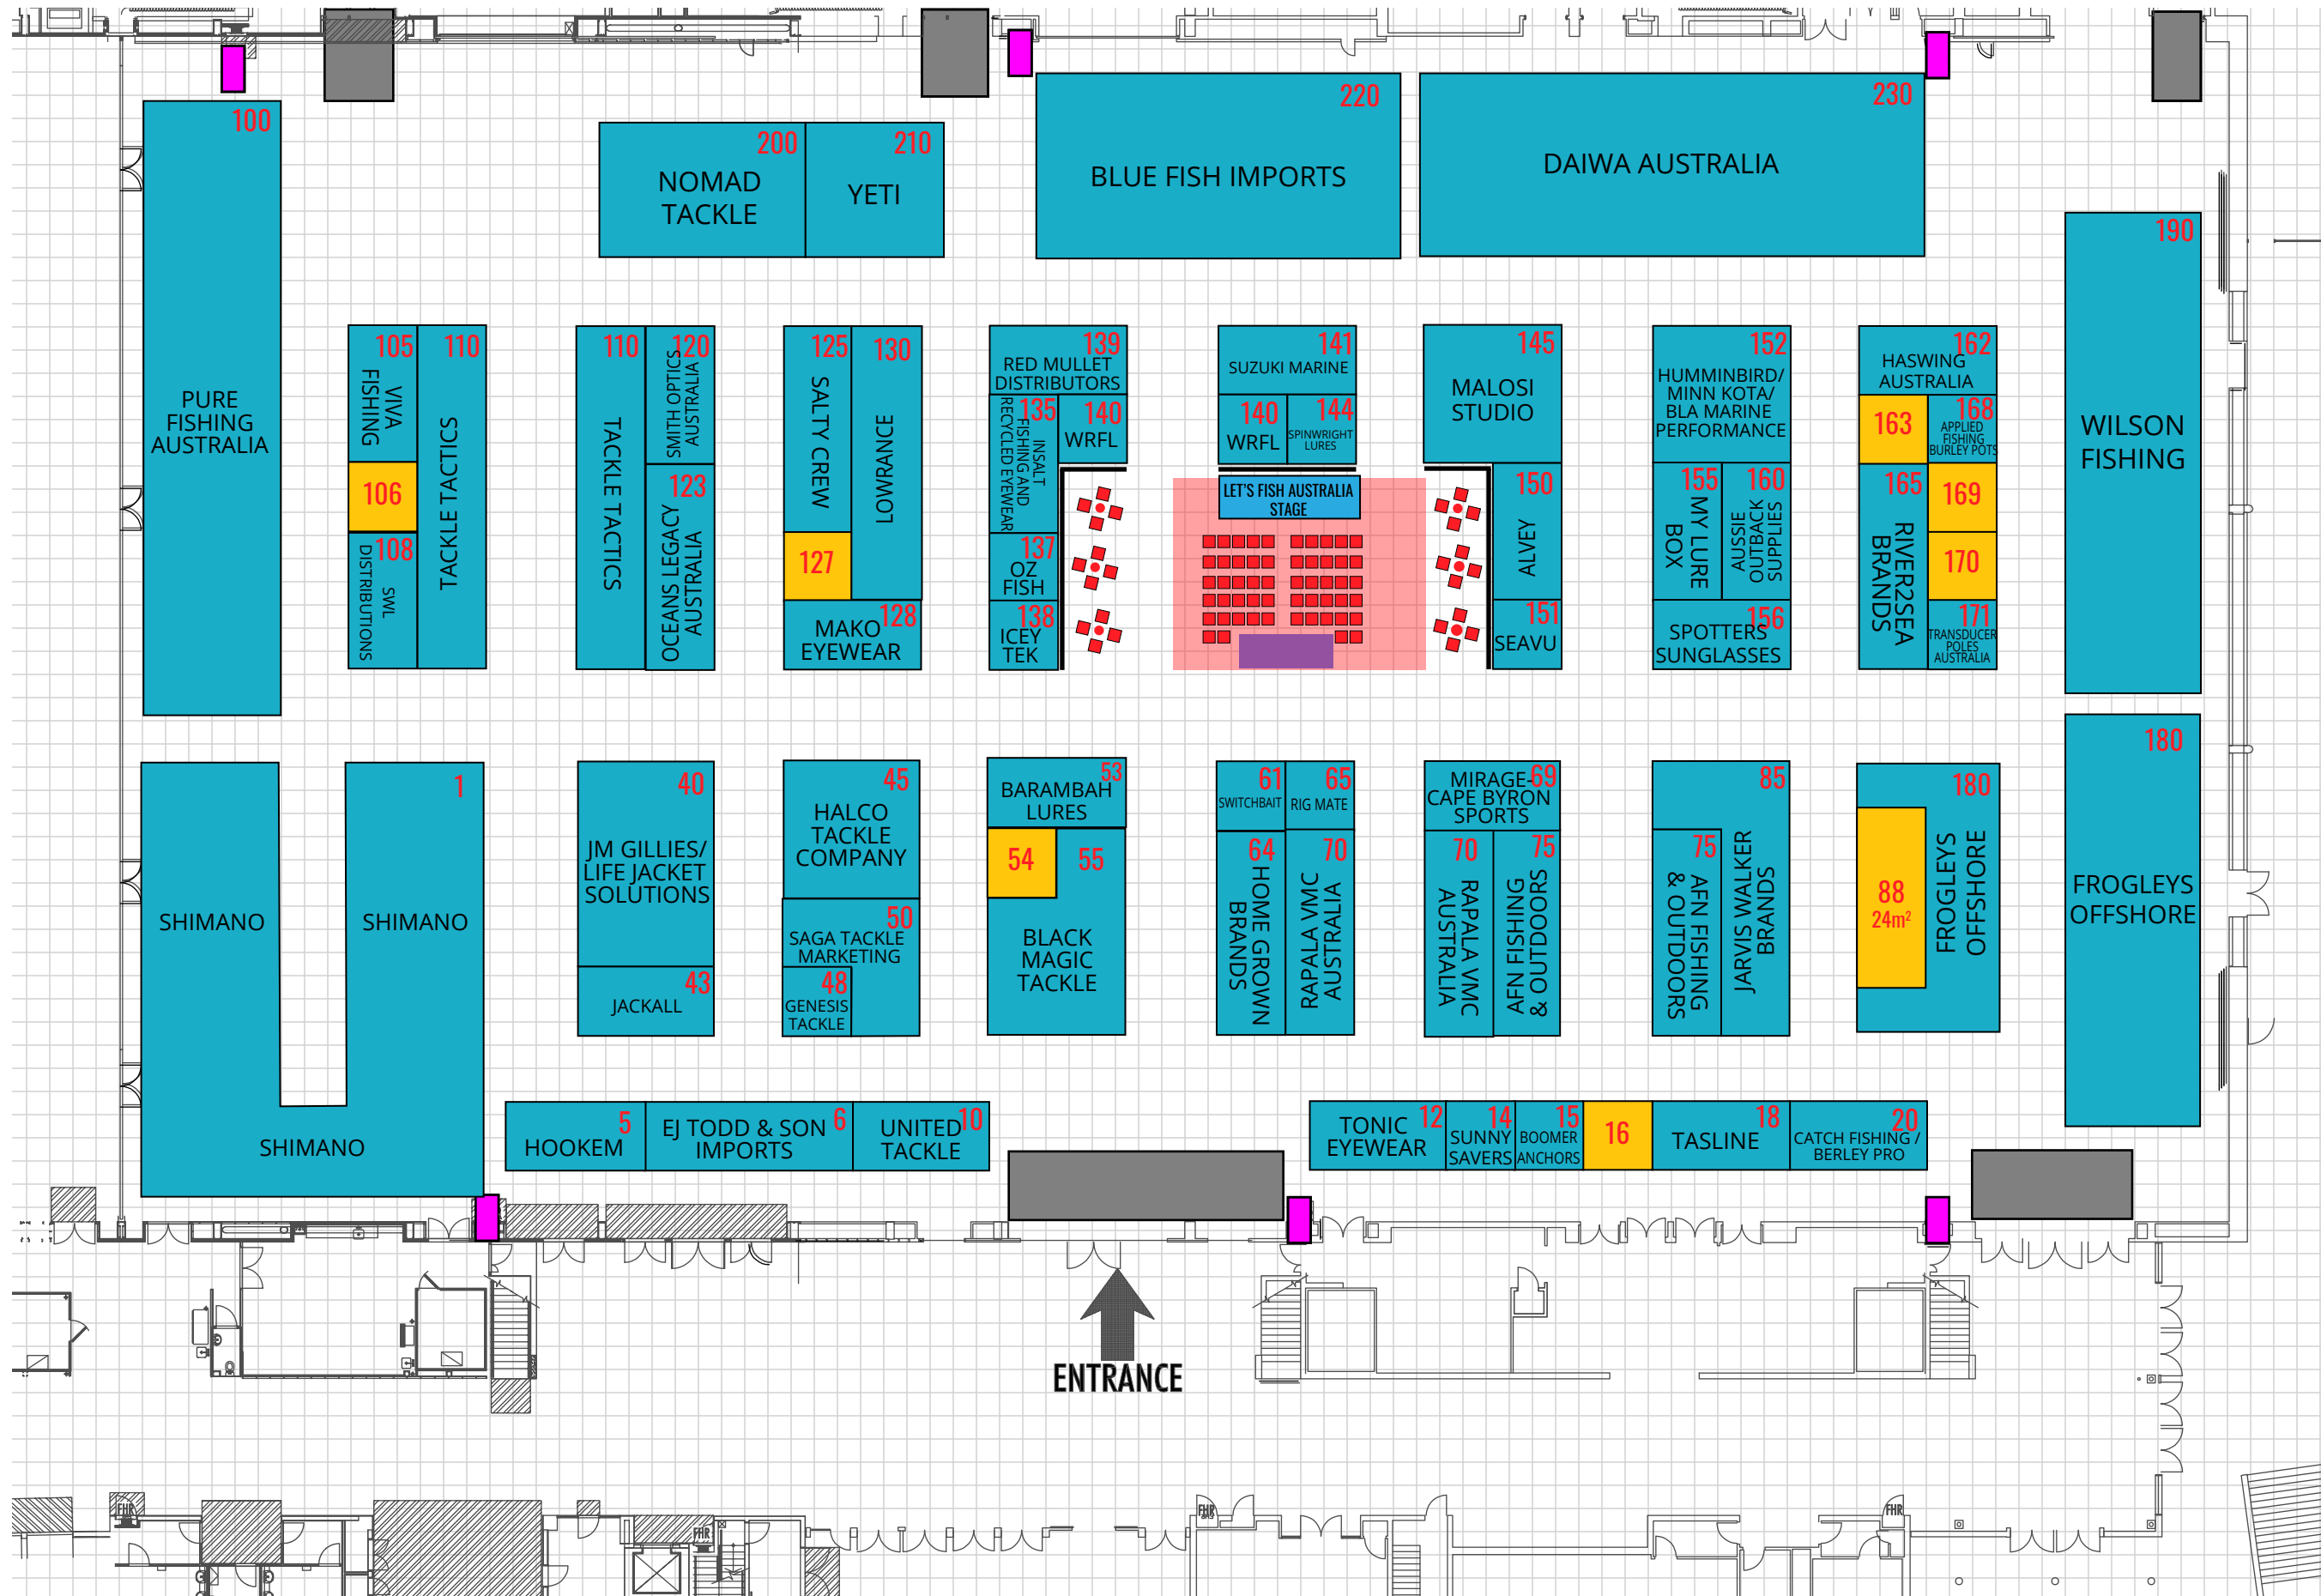 100
PURE
FISHING
AUSTRALIA
200
NOMAD
TACKLE
210
YETI
220
BLUE FISH IMPORTS
230
DAIWA AUSTRALIA
190
WILSON
FISHING
105
VIVA
FISHING
106
108
SWL
DISTRIBUTIONS
110
TACKLE TACTICS
110
TACKLE TACTICS
120
SMITH OPTICS
AUSTRALIA
123
OCEANS LEGACY
AUSTRALIA
125
SALTY CREW
127
130
LOWRANCE
128
MAKO
EYEWEAR
139
RED MULLET
DISTRIBUTORS
135
INSALT
FISHING AND
RECYCLED EYEWEAR
140
WRFL
137
OZ
FISH
138
ICEY
TEK
141
SUZUKI MARINE
140
WRFL
144
SPINWRIGHT
LURES
LET'S FISH AUSTRALIA
STAGE
145
MALOSI
STUDIO
150
ALVEY
151
SEAVU
152
HUMMINBIRD/
MINN KOTA/
BLA MARINE
PERFORMANCE
155
MY LURE
BOX
160
AUSSIE
OUTBACK
SUPPLIES
156
SPOTTERS
SUNGLASSES
162
HASWING
AUSTRALIA
163
168
APPLIED
FISHING
BURLEY POTS
165
RIVER2SEA
BRANDS
169
170
171
TRANSDUCER
POLES
AUSTRALIA
1
SHIMANO
SHIMANO
SHIMANO
40
JM GILLIES/
LIFE JACKET
SOLUTIONS
43
JACKALL
45
HALCO
TACKLE
COMPANY
50
SAGA TACKLE
MARKETING
48
GENESIS
TACKLE
53
BARAMBAH
LURES
54
55
BLACK
MAGIC
TACKLE
61
SWITCHBAIT
65
RIG MATE
64
HOME GROWN
BRANDS
70
RAPALA VMC
AUSTRALIA
69
MIRAGE-
CAPE BYRON
SPORTS
70
RAPALA VMC
AUSTRALIA
75
AFN FISHING
& OUTDOORS
85
JARVIS WALKER
BRANDS
75
AFN FISHING
& OUTDOORS
180
FROGLEYS
OFFSHORE
88
24m²
180
FROGLEYS
OFFSHORE
5
HOOKEM
6
EJ TODD & SON
IMPORTS
10
UNITED
TACKLE
12
TONIC
EYEWEAR
14
SUNNY
SAVERS
15
BOOMER
ANCHORS
16
18
TASLINE
20
CATCH FISHING /
BERLEY PRO
ENTRANCE
FHR
FHR
FHR
FHR